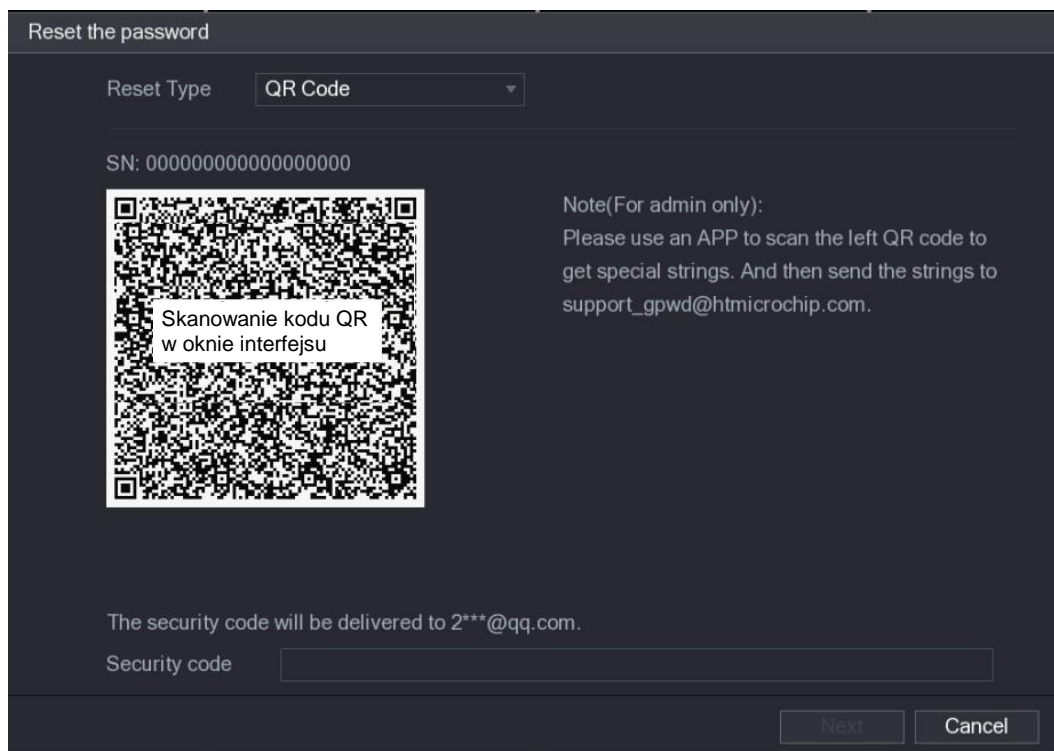 Reset the password
Reset Type
QR Code
SN: 000000000000000000
Skanowanie kodu QR
w oknie interfejsu
Note(For admin only):
Please use an APP to scan the left QR code to
get special strings. And then send the strings to
support_gpwd@htmicrochip.com.
The security code will be delivered to 2***@qq.com.
Security code
Next
Cancel